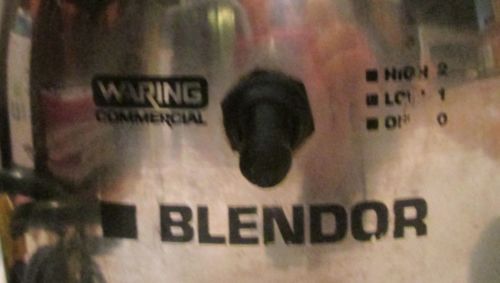 WARING
COMMERCIAL
HIGH 2
LOW 1
OFF 0
BLENDOR